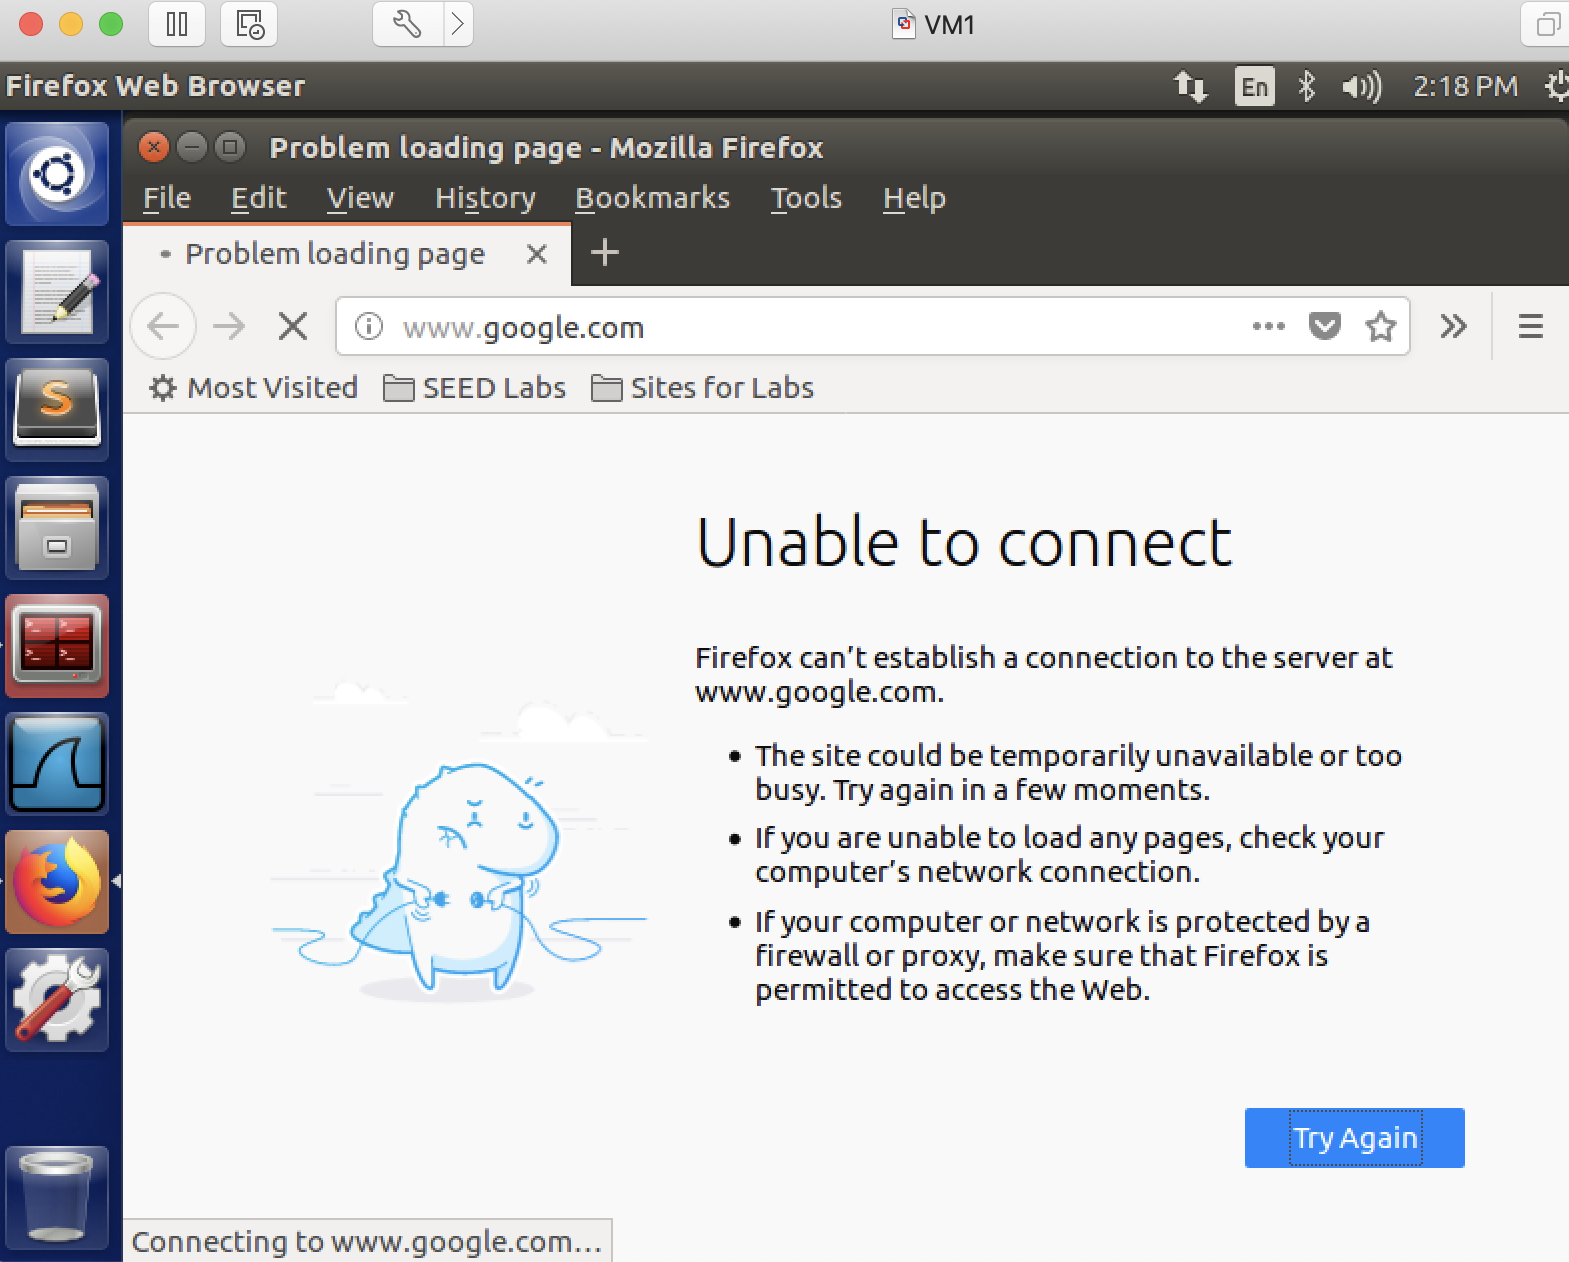 VM1
Firefox Web Browser
En
2:18 PM
Problem loading page - Mozilla Firefox
File Edit View History Bookmarks Tools Help
Problem loading page
www.google.com
Most Visited SEED Labs Sites for Labs
Unable to connect
Firefox can’t establish a connection to the server at
www.google.com.
The site could be temporarily unavailable or too
busy. Try again in a few moments.
If you are unable to load any pages, check your
computer’s network connection.
If your computer or network is protected by a
firewall or proxy, make sure that Firefox is
permitted to access the Web.
Try Again
Connecting to www.google.com…